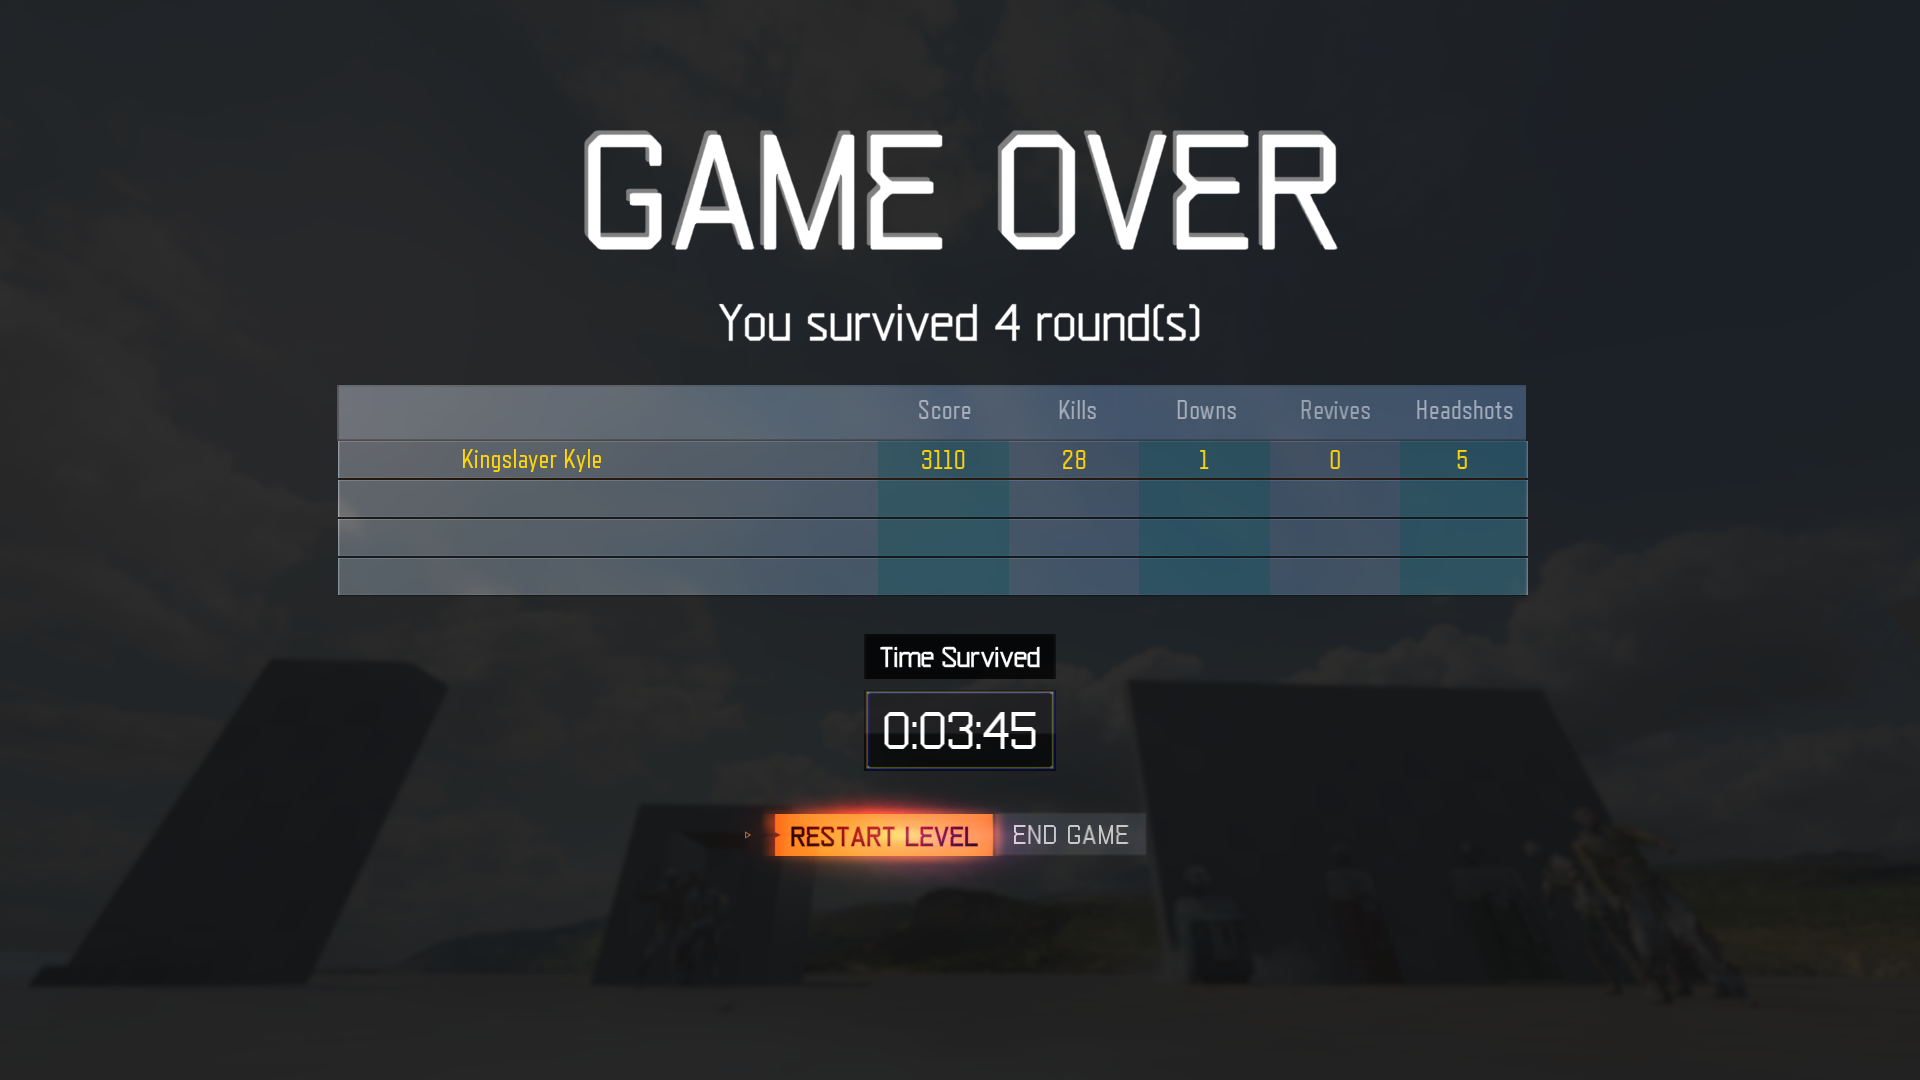 GAME OVER
You survived 4 round(s)
Score Kills Downs Revives Headshots
Kingslayer Kyle 3110 28 1 0 5
Time Survived
0:03:45
RESTART LEVEL END GAME